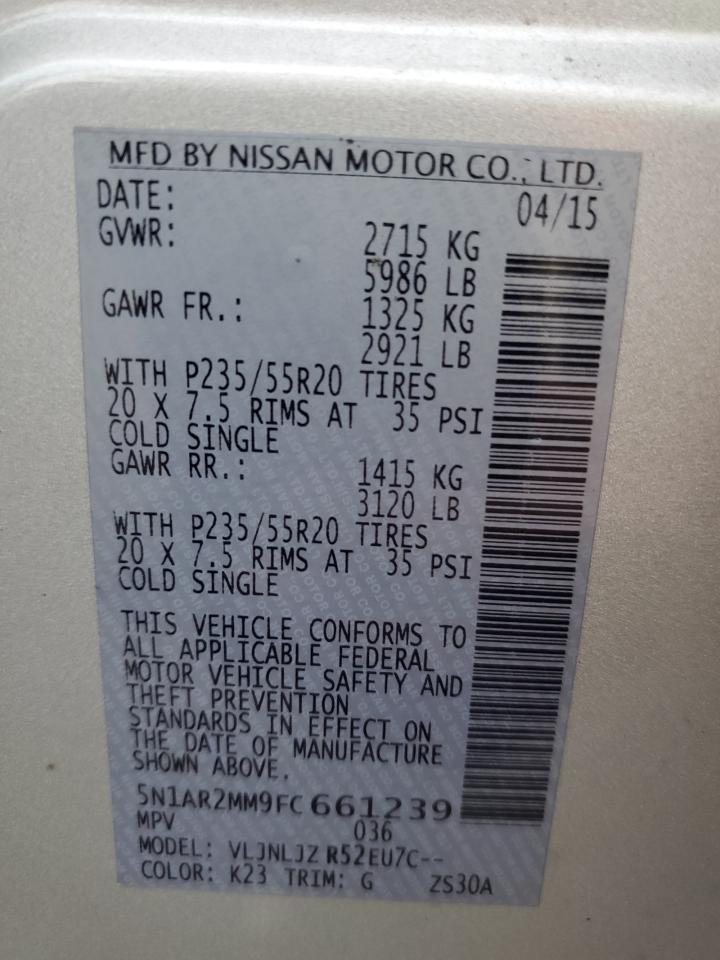 MFD BY NISSAN MOTOR CO., LTD.
DATE: 04/15
GVWR: 2715 KG
5986 LB
GAWR FR.: 1325 KG
2921 LB
WITH P235/55R20 TIRES
20 X 7.5 RIMS AT 35 PSI
COLD SINGLE
GAWR RR.: 1415 KG
3120 LB
WITH P235/55R20 TIRES
20 X 7.5 RIMS AT 35 PSI
COLD SINGLE
THIS VEHICLE CONFORMS TO
ALL APPLICABLE FEDERAL
MOTOR VEHICLE SAFETY AND
THEFT PREVENTION
STANDARDS IN EFFECT ON
THE DATE OF MANUFACTURE
SHOWN ABOVE.
5N1AR2MM9FC661239
MPV 036
MODEL: VLJNLJZ R52EU7C--
COLOR: K23 TRIM: G ZS30A